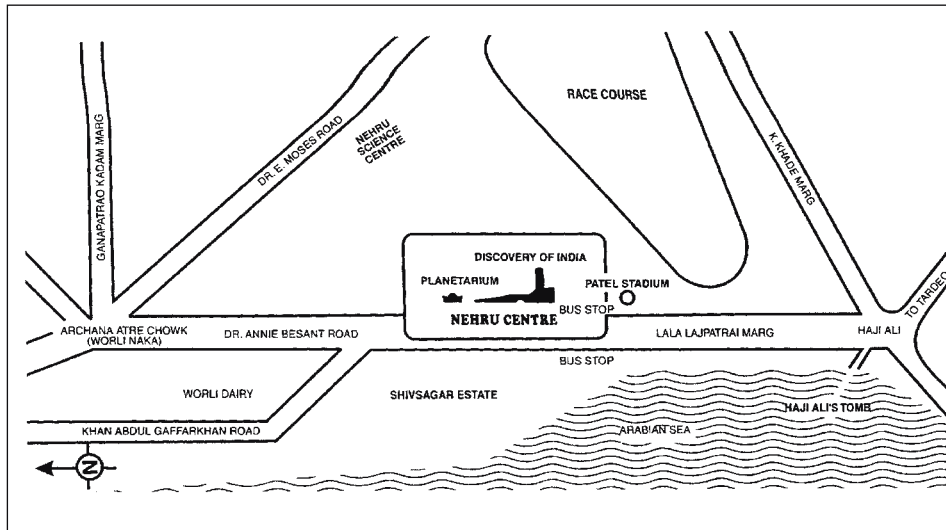 RACE COURSE
GANAPATRAO KADAM MARG
DR. E. MOSES ROAD
NEHRU
SCIENCE
CENTRE
K. KHADE MARG
DISCOVERY OF INDIA
PLANETARIUM
PATEL STADIUM
TO TARDEO
BUS STOP
NEHRU CENTRE
ARCHANA ATRE CHOWK
(WORLI NAKA)
DR. ANNIE BESANT ROAD
LALA LAJPATRAI MARG
HAJI ALI
BUS STOP
WORLI DAIRY
SHIVSAGAR ESTATE
HAJI ALI'S TOMB
KHAN ABDUL GAFFARKHAN ROAD
ARABIAN SEA
N